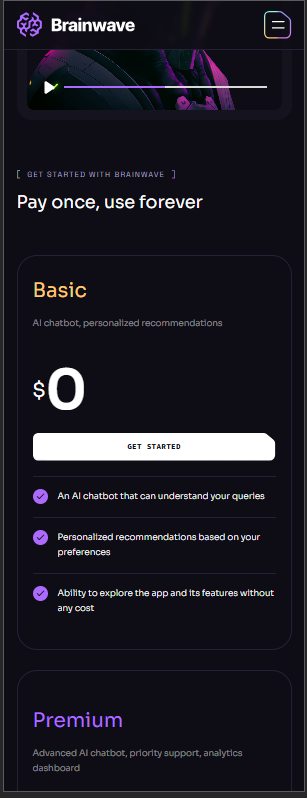 Brainwave
[ GET STARTED WITH BRAINWAVE ]
Pay once, use forever
Basic
AI chatbot, personalized recommendations
$0
GET STARTED
An AI chatbot that can understand your queries
Personalized recommendations based on your
preferences
Ability to explore the app and its features without
any cost
Premium
Advanced AI chatbot, priority support, analytics
dashboard